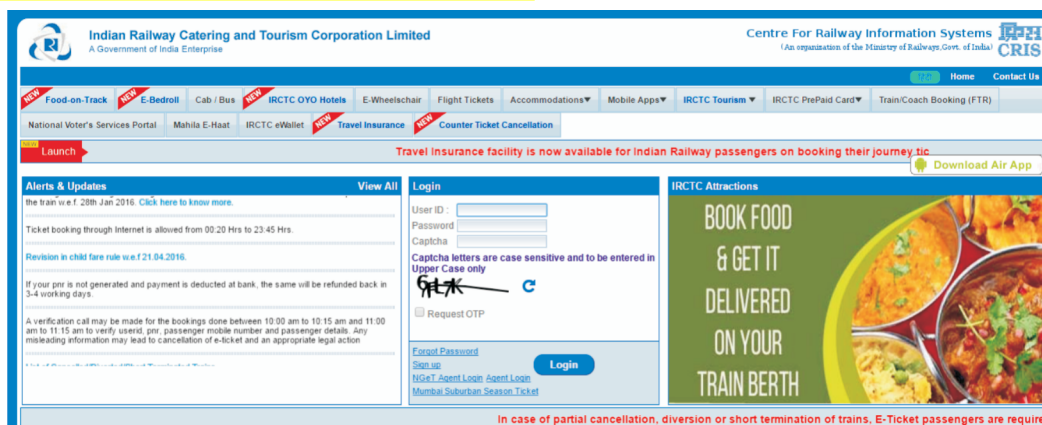 Indian Railway Catering and Tourism Corporation Limited
A Government of India Enterprise
Centre For Railway Information Systems
(An organization of the Ministry of Railways, Govt. of India)
CRIS
Home Contact Us
NEW Food-on-Track NEW E-Bedroll Cab / Bus NEW IRCTC OYO Hotels E-Wheelschair Flight Tickets Accommodations▼ Mobile Apps▼ IRCTC Tourism ▼ IRCTC PrePaid Card▼ Train/Coach Booking (FTR)
National Voter's Services Portal Mahila E-Haat IRCTC eWallet NEW Travel Insurance NEW Counter Ticket Cancellation
NEW
Launch
Travel Insurance facility is now available for Indian Railway passengers on booking their journey tic
Download Air App
Alerts & Updates View All
the train w.e.f. 28th Jan 2016. Click here to know more.
Ticket booking through Internet is allowed from 00:20 Hrs to 23:45 Hrs.
Revision in child fare rule w.e.f 21.04.2016.
If your pnr is not generated and payment is deducted at bank, the same will be refunded back in
3-4 working days.
A verification call may be made for the bookings done between 10:00 am to 10:15 am and 11:00
am to 11:15 am to verify userid, pnr, passenger mobile number and passenger details. Any
misleading information may lead to cancellation of e-ticket and an appropriate legal action
Login
User ID :
Password
Captcha
Captcha letters are case sensitive and to be entered in
Upper Case only
Request OTP
Forgot Password
Sign up
Login
NGeT Agent Login Agent Login
Mumbai Suburban Season Ticket
IRCTC Attractions
BOOK FOOD
& GET IT
DELIVERED
ON YOUR
TRAIN BERTH
In case of partial cancellation, diversion or short termination of trains, E-Ticket passengers are require